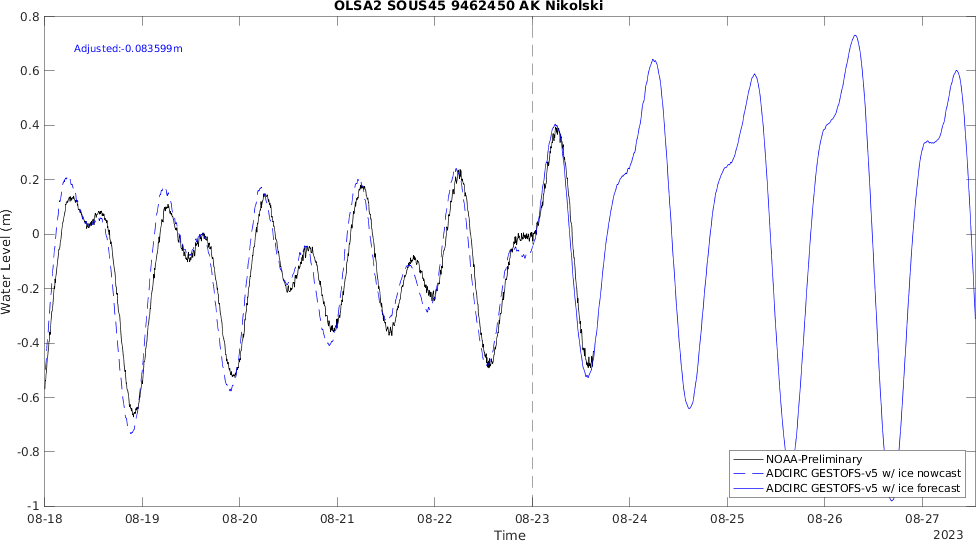 OLSA2 SOUS45 9462450 AK Nikolski
Adjusted:-0.083599m
Water Level (m)
0.8
0.6
0.4
0.2
0
-0.2
-0.4
-0.6
-0.8
-1
NOAA-Preliminary
ADCIRC GESTOFS-v5 w/ ice nowcast
ADCIRC GESTOFS-v5 w/ ice forecast
08-18 08-19 08-20 08-21 08-22 08-23 08-24 08-25 08-26 08-27
Time
2023